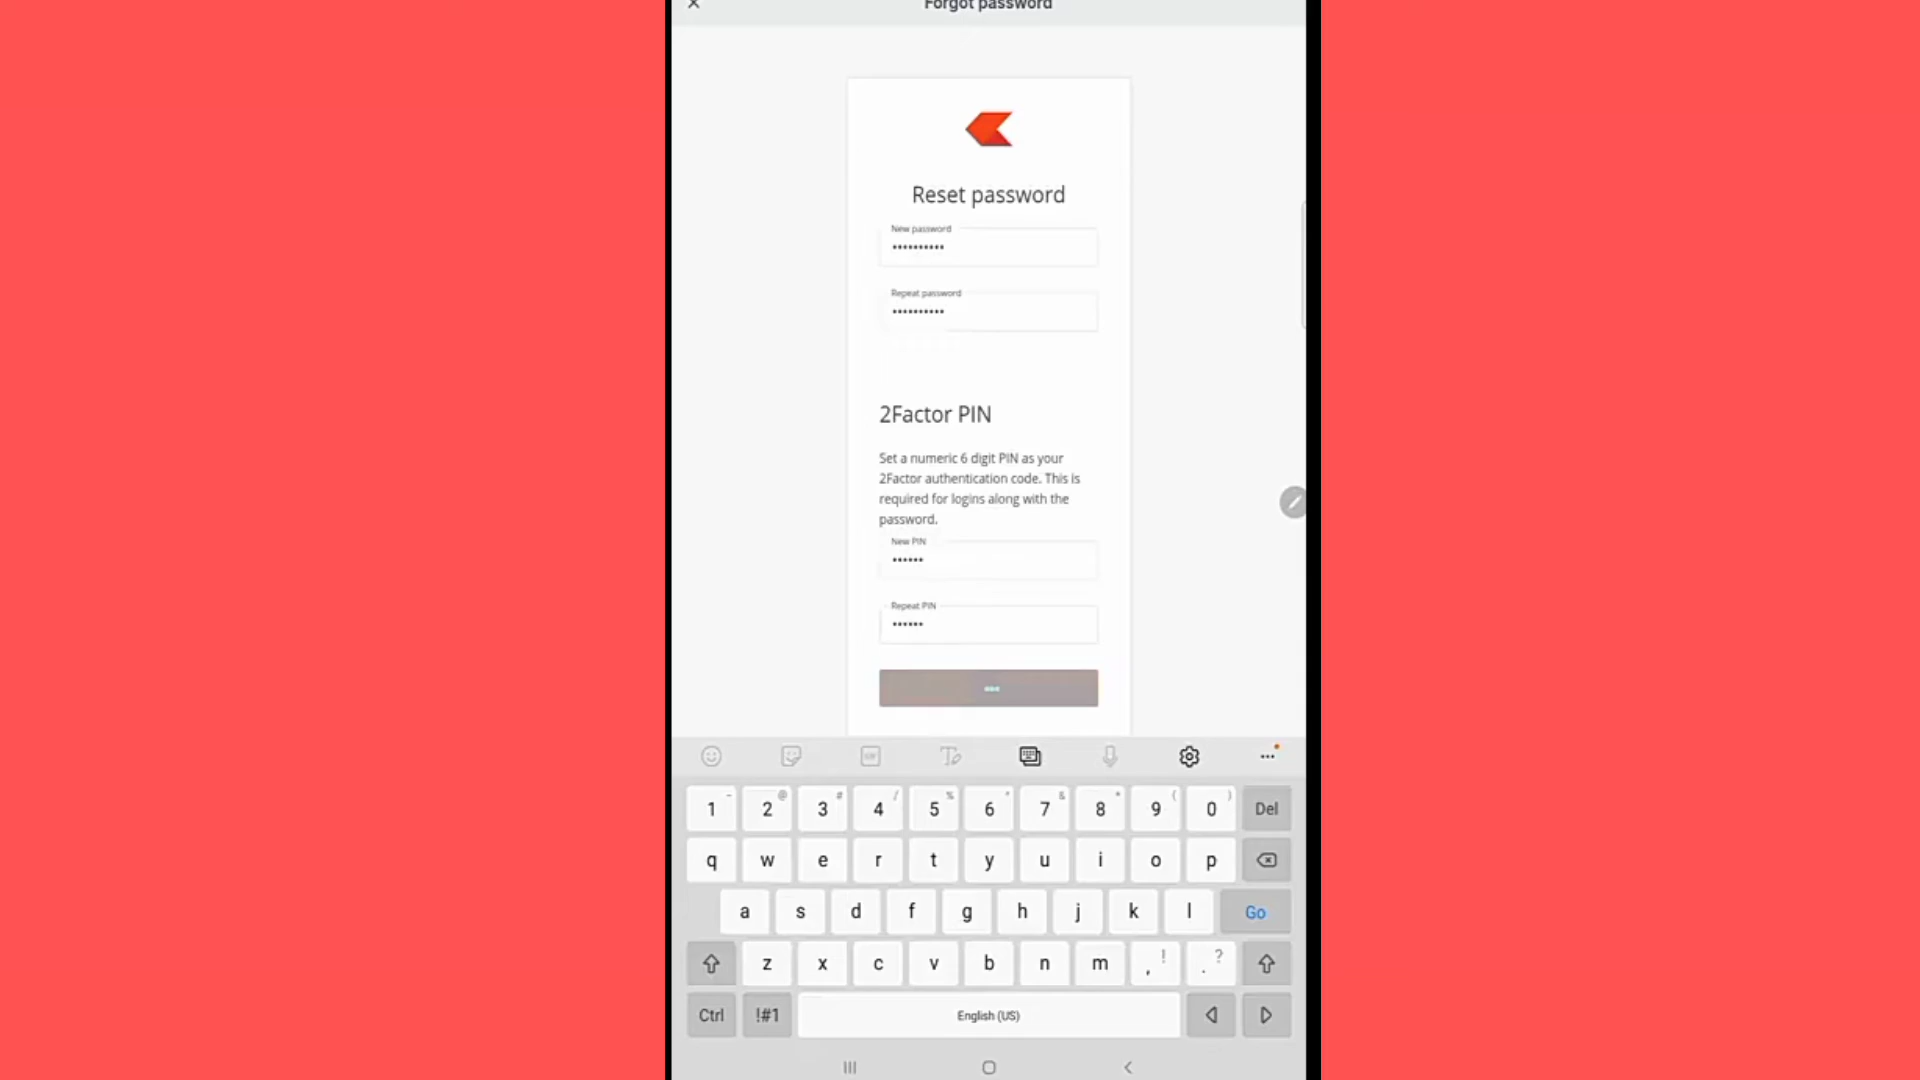 Forgot password
Reset password
New password
••••••••••
Repeat password
••••••••••
2Factor PIN
Set a numeric 6 digit PIN as your
2Factor authentication code. This is
required for logins along with the
password.
New PIN
••••••
Repeat PIN
••••••
1 2 @ 3 # 4 / 5 % 6 ^ 7 & 8 * 9 ( 0 ) Del
q w e r t y u i o p
a s d f g h j k l Go
z x c v b n m , ! . ?
Ctrl !#1 English (US)